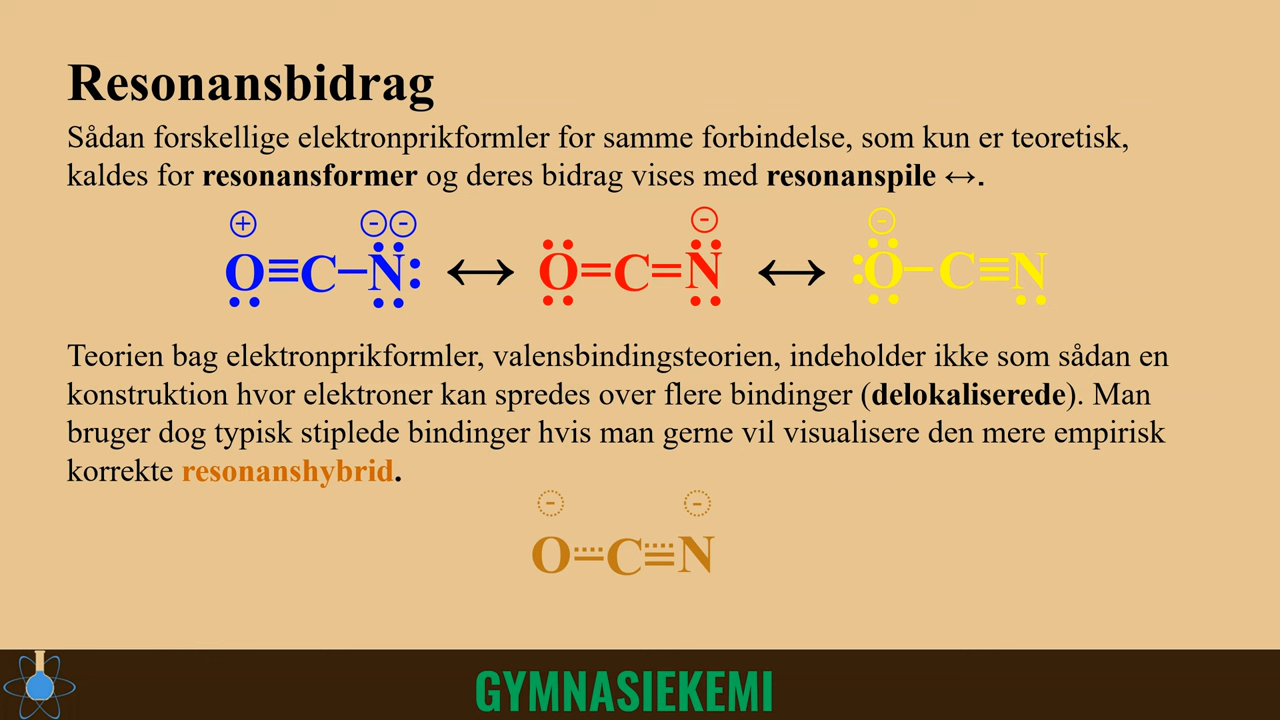 Resonansbidrag
Sådan forskellige elektronprikformler for samme forbindelse, som kun er teoretisk,
kaldes for resonansformer og deres bidrag vises med resonanspile ↔.
O≡C–N ↔ O=C=N ↔ O–C≡N
Teorien bag elektronprikformler, valensbindingsteorien, indeholder ikke som sådan en
konstruktion hvor elektroner kan spredes over flere bindinger (delokaliserede). Man
bruger dog typisk stiplede bindinger hvis man gerne vil visualisere den mere empirisk
korrekte resonanshybrid.
O C N
GYMNASIEKEMI